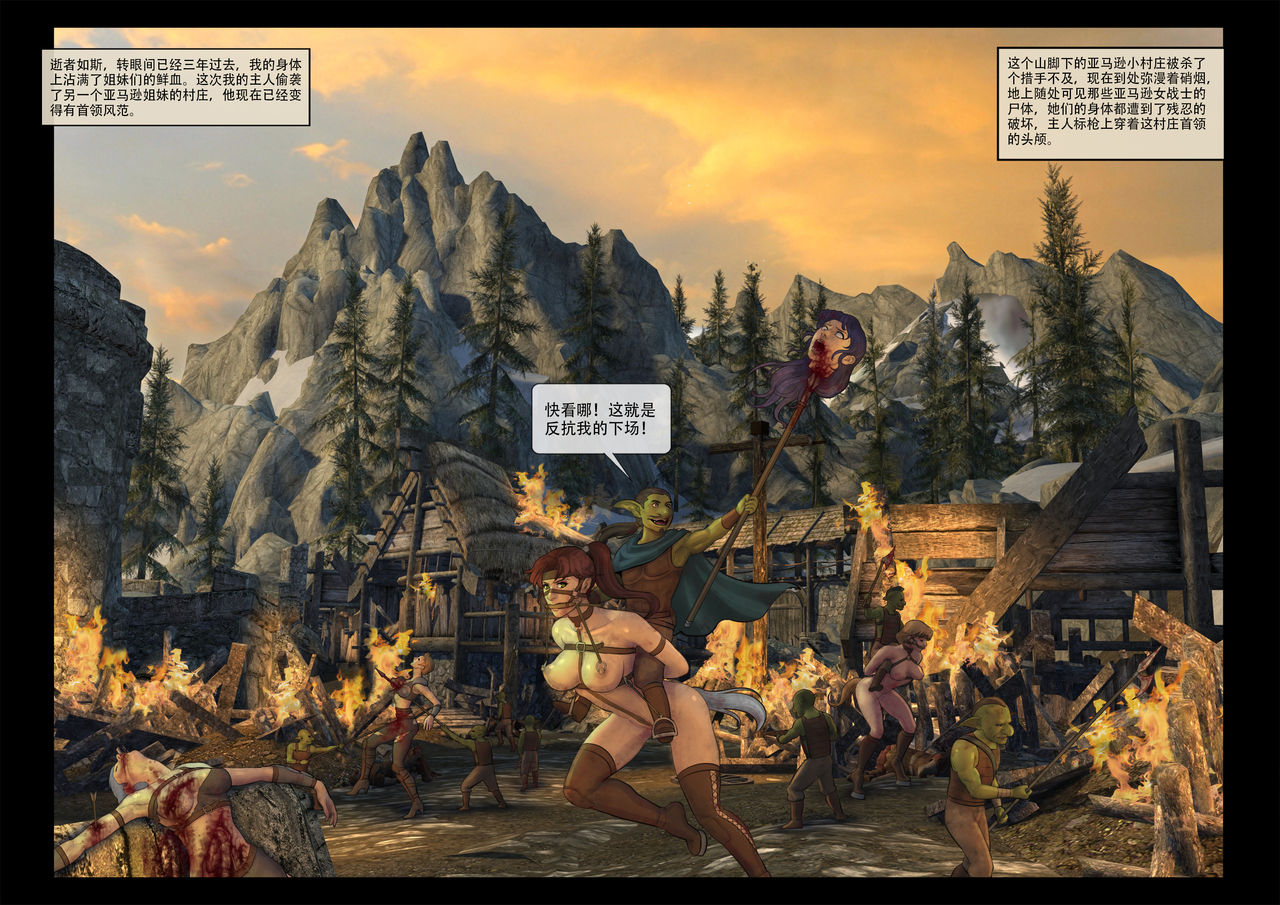 逝者如斯，转眼间已经三年过去，我的身体
上沾满了姐妹们的鲜血。这次我的主人偷袭
了另一个亚马逊姐妹的村庄，他现在已经变
得有首领风范。
这个山脚下的亚马逊小村庄被杀了
个措手不及，现在到处弥漫着硝烟，
地上随处可见那些亚马逊女战士的
尸体，她们的身体都遭到了残忍的
破坏，主人标枪上穿着这村庄首领
的头颅。
快看哪！这就是
反抗我的下场！